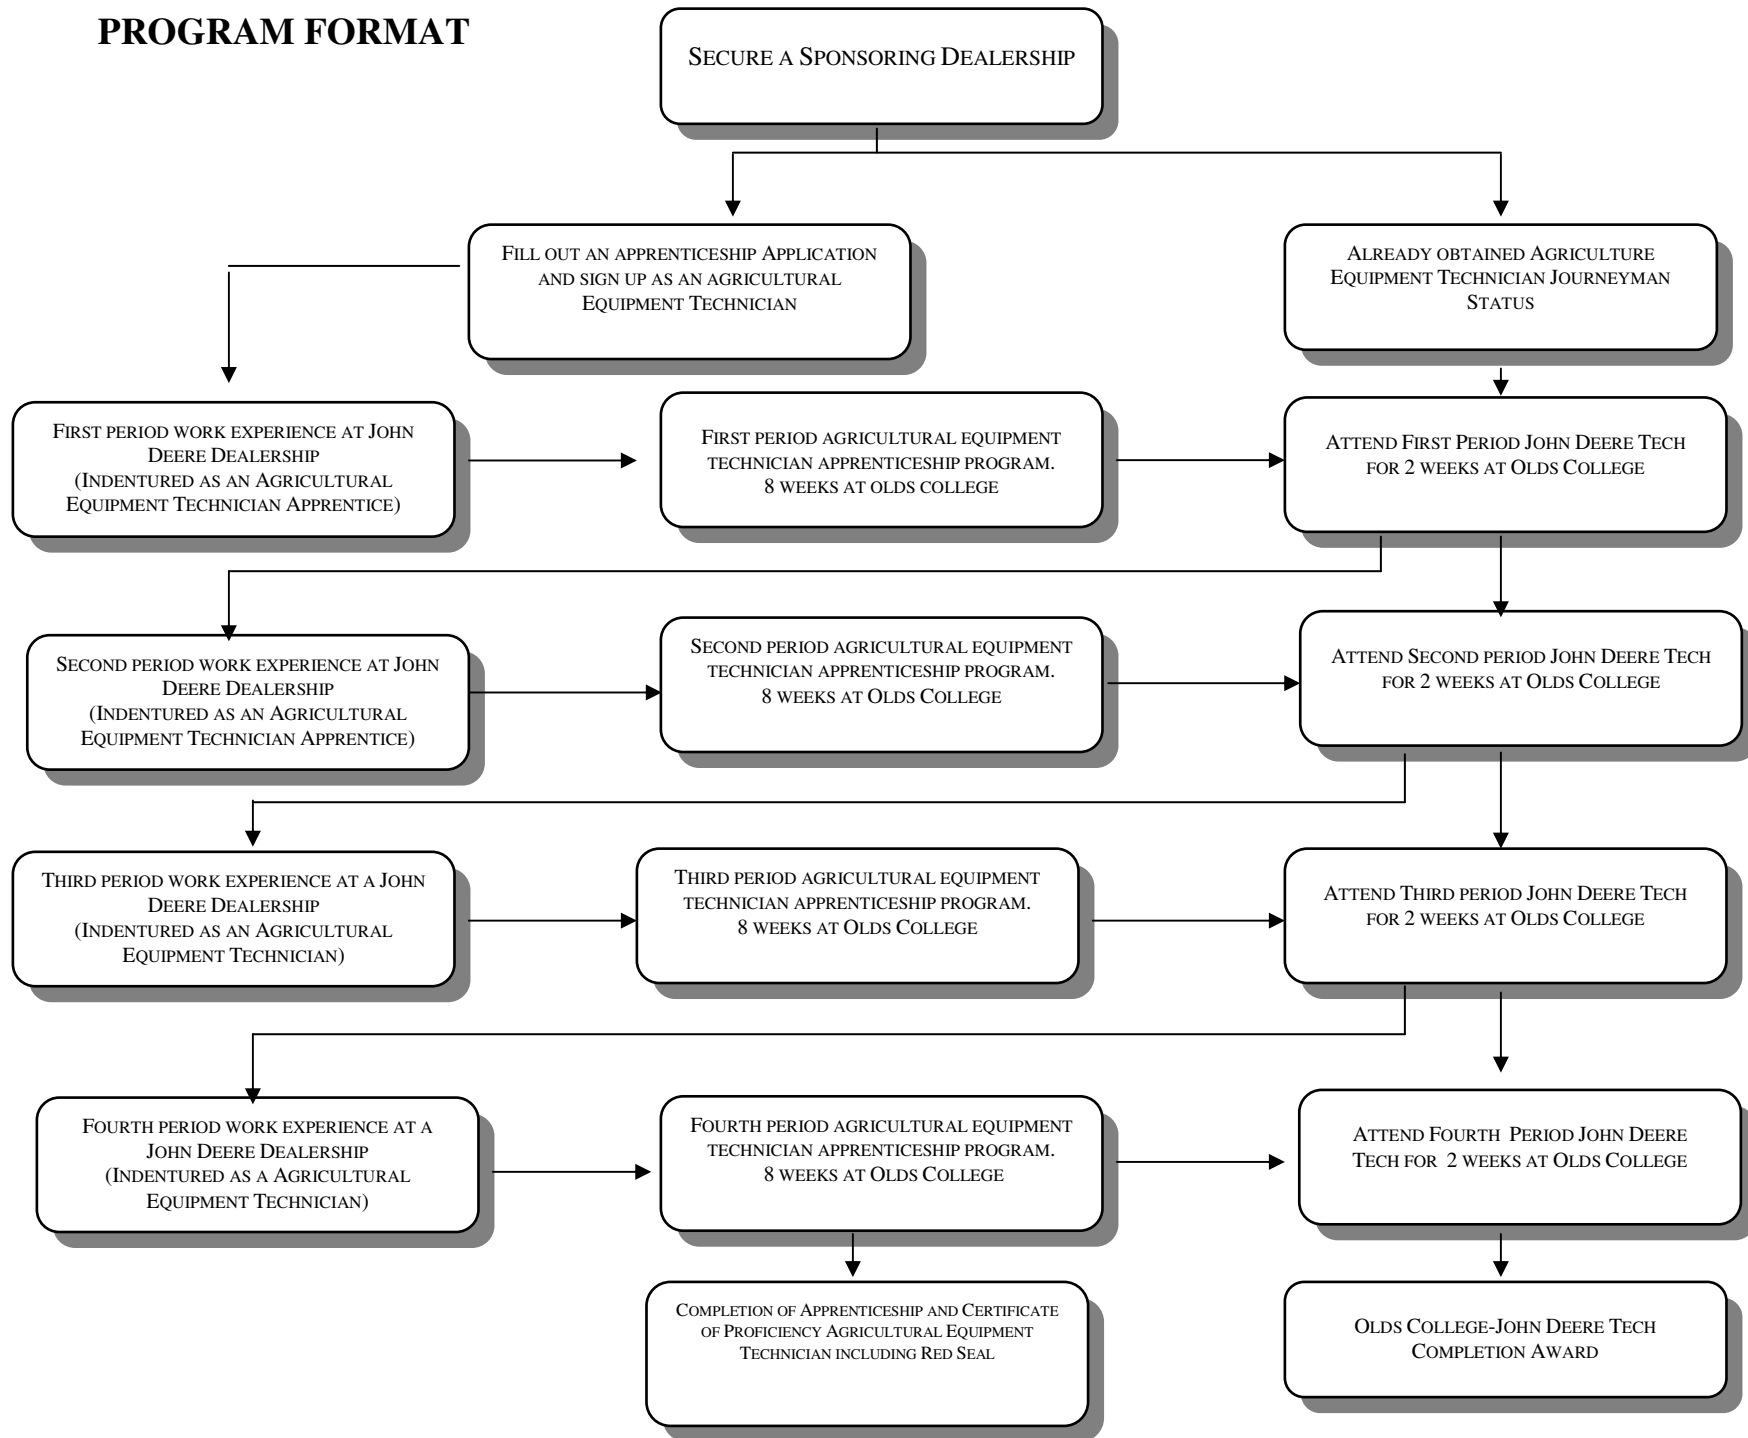 PROGRAM FORMAT
SECURE A SPONSORING DEALERSHIP
FILL OUT AN APPRENTICESHIP APPLICATION
AND SIGN UP AS AN AGRICULTURAL
EQUIPMENT TECHNICIAN
ALREADY OBTAINED AGRICULTURE
EQUIPMENT TECHNICIAN JOURNEYMAN
STATUS
FIRST PERIOD WORK EXPERIENCE AT JOHN
DEERE DEALERSHIP
(INDENTURED AS AN AGRICULTURAL
EQUIPMENT TECHNICIAN APPRENTICE)
FIRST PERIOD AGRICULTURAL EQUIPMENT
TECHNICIAN APPRENTICESHIP PROGRAM.
8 WEEKS AT OLDS COLLEGE
ATTEND FIRST PERIOD JOHN DEERE TECH
FOR 2 WEEKS AT OLDS COLLEGE
SECOND PERIOD WORK EXPERIENCE AT JOHN
DEERE DEALERSHIP
(INDENTURED AS AN AGRICULTURAL
EQUIPMENT TECHNICIAN APPRENTICE)
SECOND PERIOD AGRICULTURAL EQUIPMENT
TECHNICIAN APPRENTICESHIP PROGRAM.
8 WEEKS AT OLDS COLLEGE
ATTEND SECOND PERIOD JOHN DEERE TECH
FOR 2 WEEKS AT OLDS COLLEGE
THIRD PERIOD WORK EXPERIENCE AT A JOHN
DEERE DEALERSHIP
(INDENTURED AS AN AGRICULTURAL
EQUIPMENT TECHNICIAN)
THIRD PERIOD AGRICULTURAL EQUIPMENT
TECHNICIAN APPRENTICESHIP PROGRAM.
8 WEEKS AT OLDS COLLEGE
ATTEND THIRD PERIOD JOHN DEERE TECH
FOR 2 WEEKS AT OLDS COLLEGE
FOURTH PERIOD WORK EXPERIENCE AT A
JOHN DEERE DEALERSHIP
(INDENTURED AS A AGRICULTURAL
EQUIPMENT TECHNICIAN)
FOURTH PERIOD AGRICULTURAL EQUIPMENT
TECHNICIAN APPRENTICESHIP PROGRAM.
8 WEEKS AT OLDS COLLEGE
ATTEND FOURTH PERIOD JOHN DEERE
TECH FOR 2 WEEKS AT OLDS COLLEGE
COMPLETION OF APPRENTICESHIP AND CERTIFICATE
OF PROFICIENCY AGRICULTURAL EQUIPMENT
TECHNICIAN INCLUDING RED SEAL
OLDS COLLEGE-JOHN DEERE TECH
COMPLETION AWARD